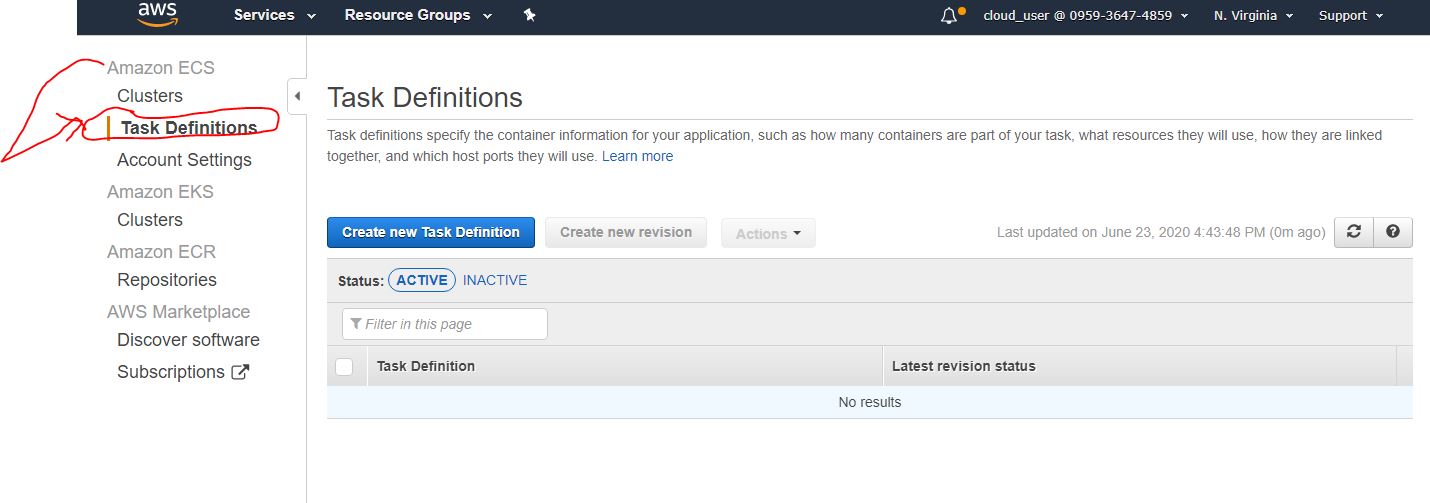 aws Services Resource Groups cloud_user @ 0959-3647-4859 N. Virginia Support
Amazon ECS
Clusters
Task Definitions
Account Settings
Amazon EKS
Clusters
Amazon ECR
Repositories
AWS Marketplace
Discover software
Subscriptions
Task Definitions
Task definitions specify the container information for your application, such as how many containers are part of your task, what resources they will use, how they are linked
together, and which host ports they will use. Learn more
Create new Task Definition Create new revision Actions Last updated on June 23, 2020 4:43:48 PM (0m ago)
Status: ACTIVE INACTIVE
Filter in this page
Task Definition Latest revision status
No results